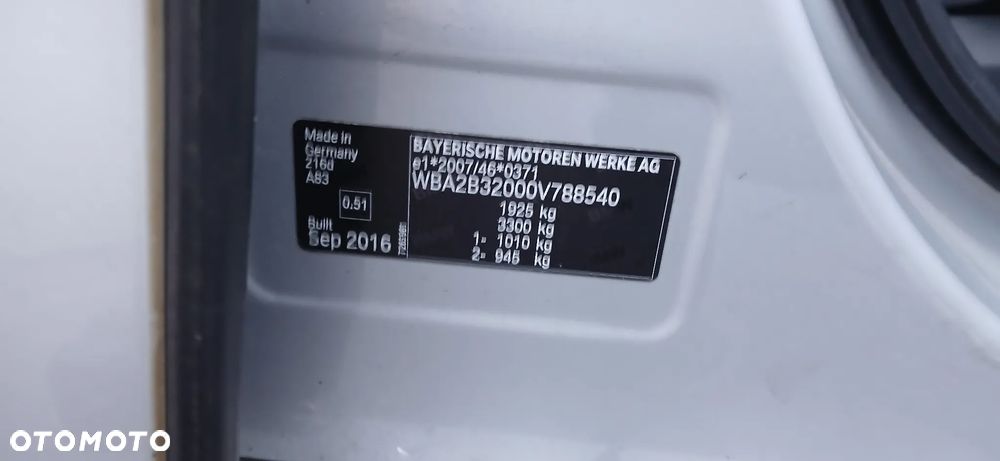 Made in
Germany
216d
A83
0.51
Built
Sep 2016
BAYERISCHE MOTOREN WERKE AG
e1*2007/46*0371
WBA2B32000V788540
1925 kg
3300 kg
1= 1010 kg
2= 945 kg
OTOMOTO